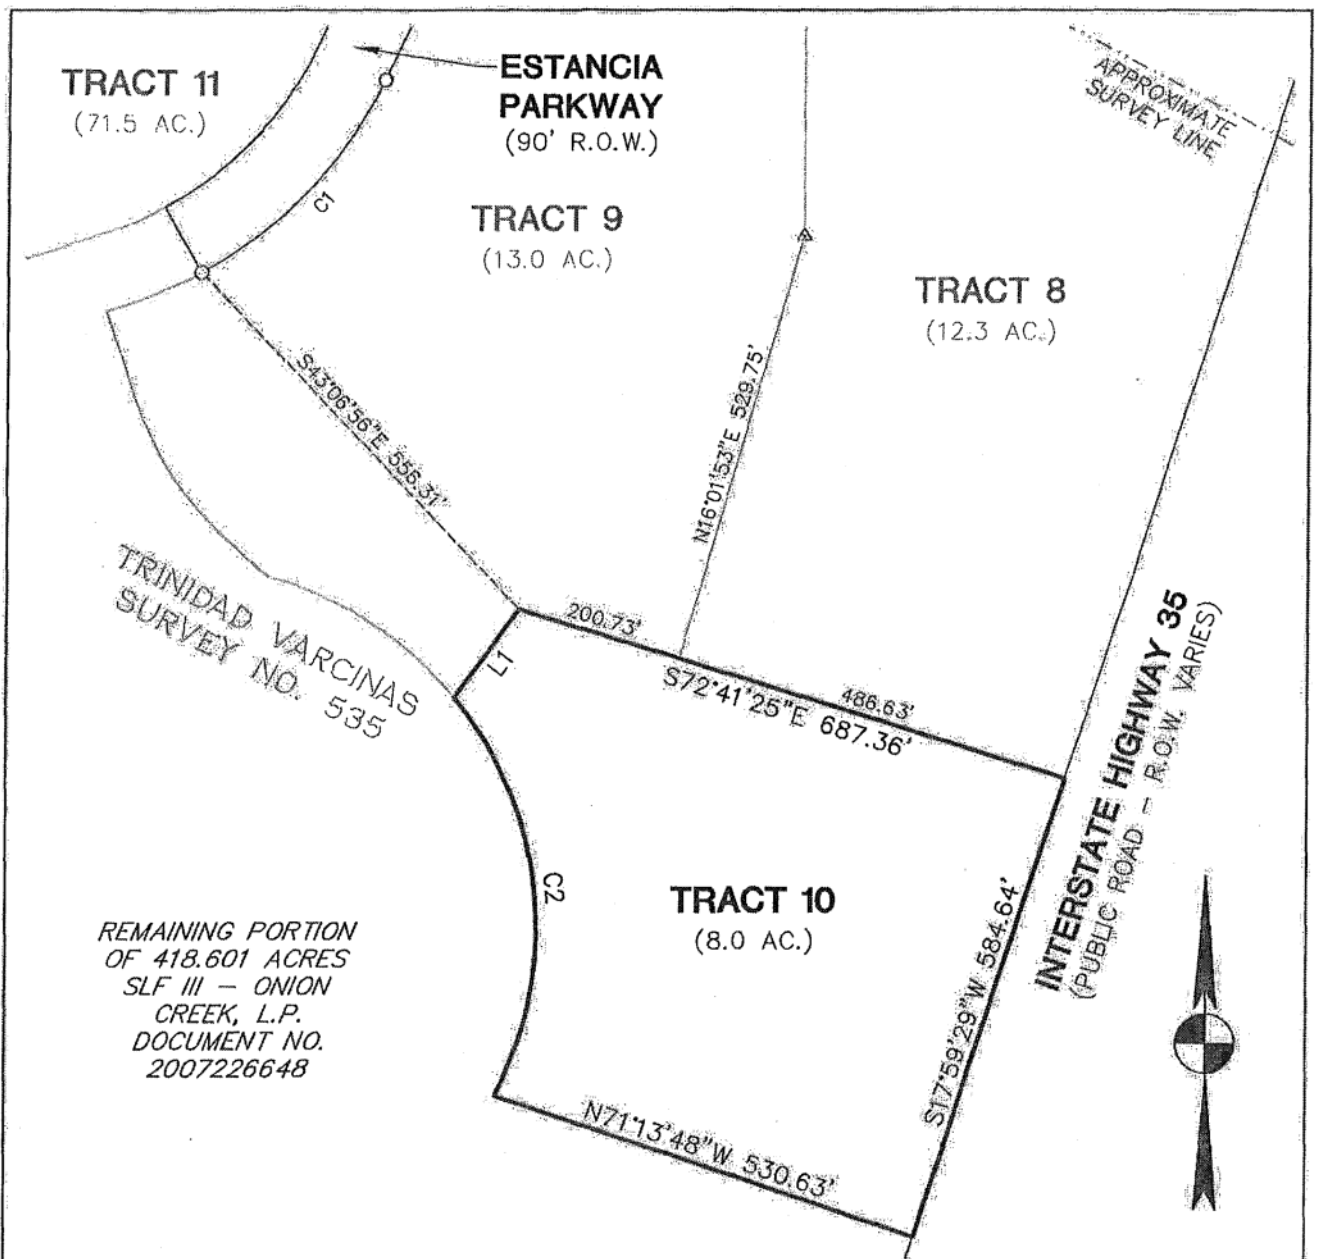 TRACT 11
(71.5 AC.)
ESTANCIA
PARKWAY
(90' R.O.W.)
APPROXIMATE
SURVEY LINE
C1
TRACT 9
(13.0 AC.)
TRACT 8
(12.3 AC.)
S43°06'56"E 556.31'
N16°01'53"E 529.75'
TRINIDAD VARCINAS
SURVEY NO. 535
L1
200.73'
486.63'
S72°41'25"E 687.36'
INTERSTATE HIGHWAY 35
(PUBLIC ROAD – R.O.W. VARIES)
C2
TRACT 10
(8.0 AC.)
S17°59'29"W 584.64'
N71°13'48"W 530.63'
REMAINING PORTION
OF 418.601 ACRES
SLF III – ONION
CREEK, L.P.
DOCUMENT NO.
2007226648